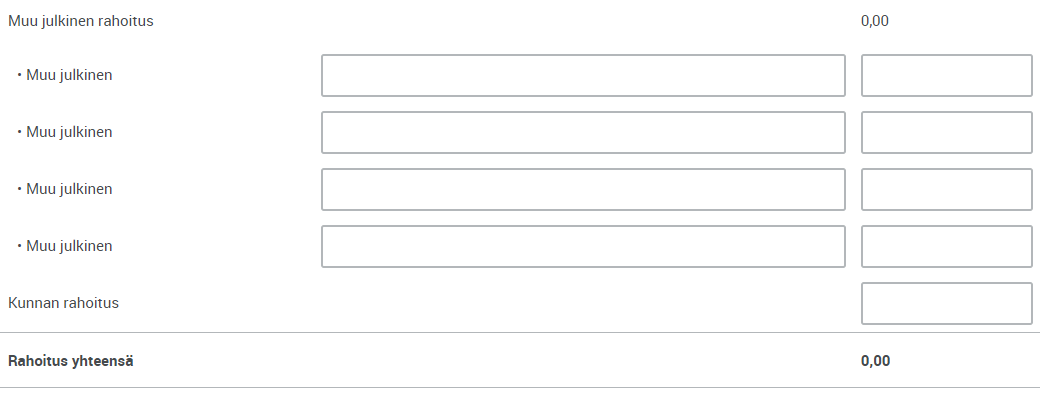 Muu julkinen rahoitus 0,00
• Muu julkinen
• Muu julkinen
• Muu julkinen
• Muu julkinen
Kunnan rahoitus
Rahoitus yhteensä 0,00